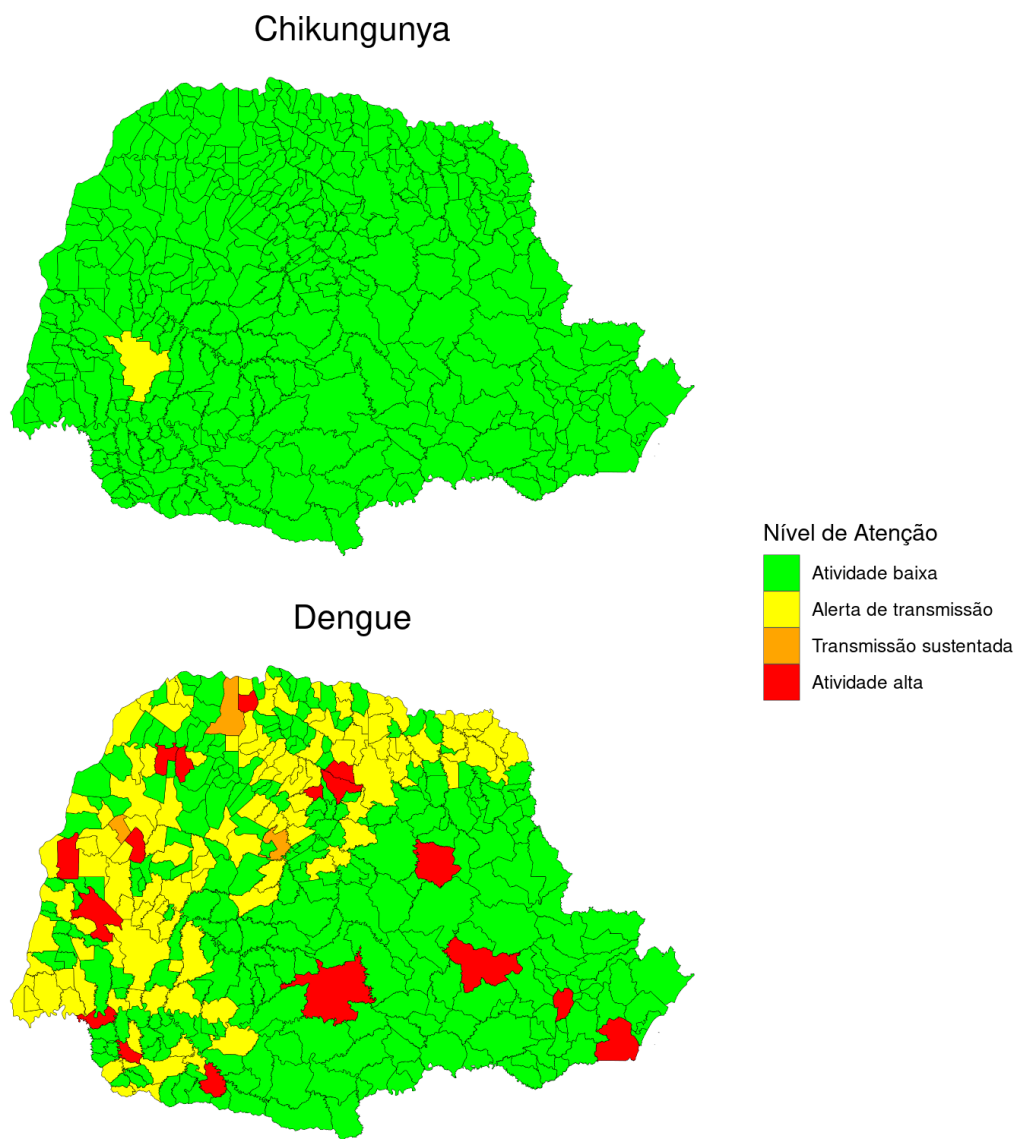 Chikungunya
Nível de Atenção
Atividade baixa
Alerta de transmissão
Transmissão sustentada
Atividade alta
Dengue